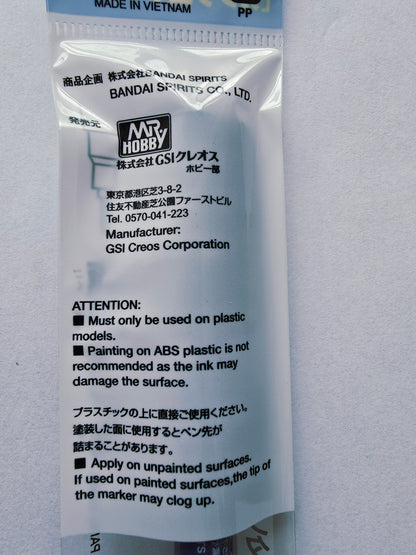 MADE IN VIETNAM
PP
商品企画 株式会社BANDAI SPIRITS
BANDAI SPIRITS CO., LTD.
発売元
MR HOBBY
株式会社GSIクレオス
ホビー部
東京都港区芝3-8-2
住友不動産芝公園ファーストビル
Tel. 0570-041-223
Manufacturer:
GSI Creos Corporation
ATTENTION:
■ Must only be used on plastic
models.
■ Painting on ABS plastic is not
recommended as the ink may
damage the surface.
プラスチックの上に直接ご使用ください。
塗装した面に使用するとペン先が
詰まることがあります。
■ Apply on unpainted surfaces.
If used on painted surfaces,the tip of
the marker may clog up.